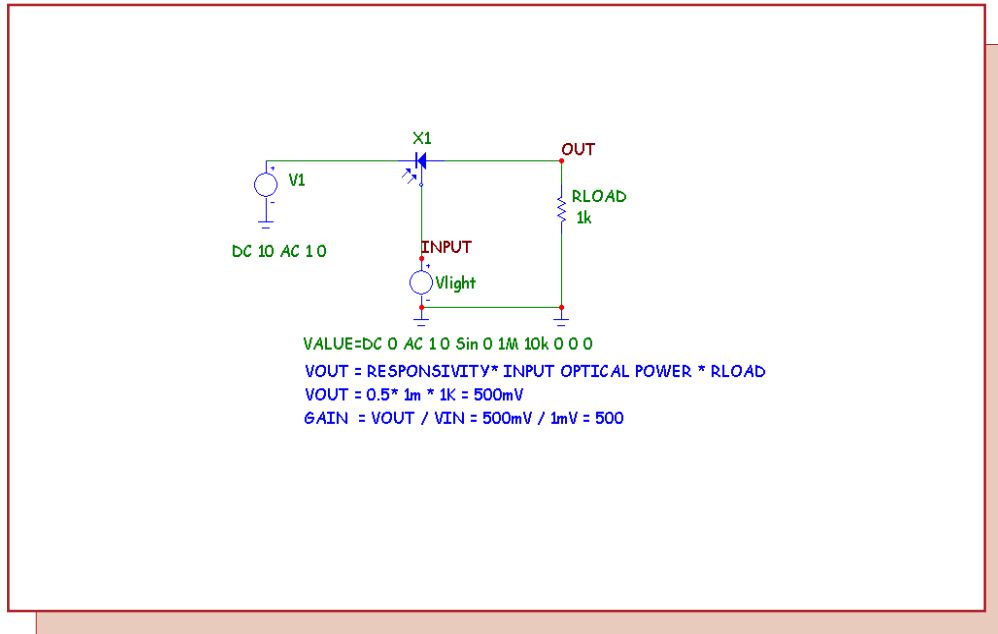 X1
OUT
V1
RLOAD
1k
DC 10 AC 1 0
INPUT
Vlight
VALUE=DC 0 AC 1 0 Sin 0 1M 10k 0 0 0
VOUT = RESPONSIVITY* INPUT OPTICAL POWER * RLOAD
VOUT = 0.5* 1m * 1K = 500mV
GAIN = VOUT / VIN = 500mV / 1mV = 500